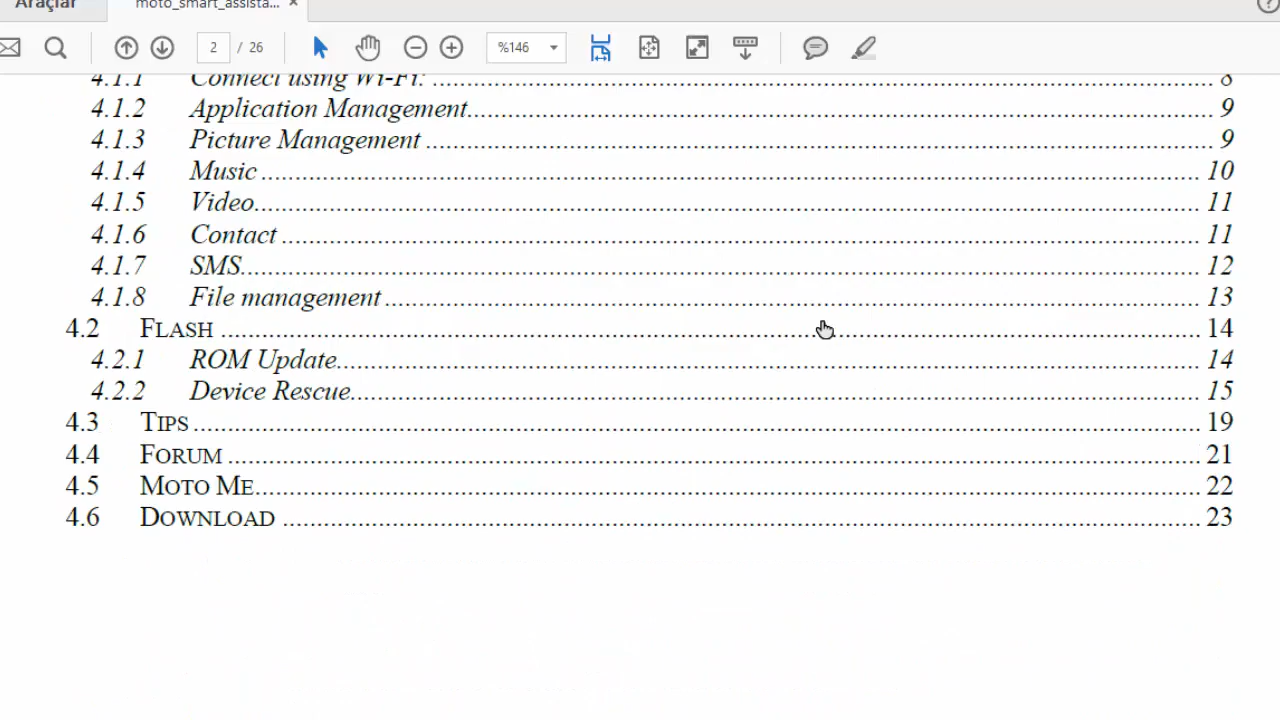 Araçlar
moto_smart_assista... ×
2 / 26
%146
4.1.1 Connect using Wi-Fi: 8
4.1.2 Application Management 9
4.1.3 Picture Management 9
4.1.4 Music 10
4.1.5 Video 11
4.1.6 Contact 11
4.1.7 SMS 12
4.1.8 File management 13
4.2 FLASH 14
4.2.1 ROM Update 14
4.2.2 Device Rescue 15
4.3 TIPS 19
4.4 FORUM 21
4.5 MOTO ME 22
4.6 DOWNLOAD 23